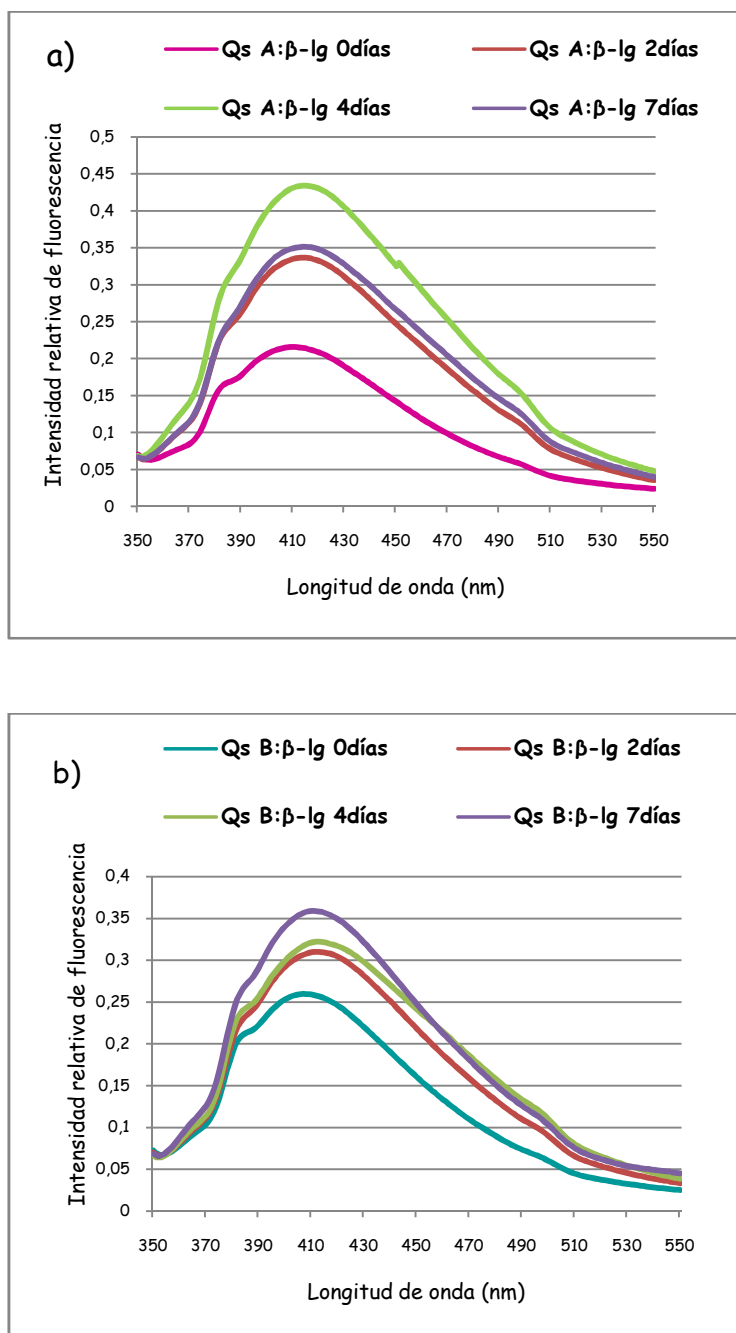 a)
Qs A:β-lg 0días
Qs A:β-lg 2días
Qs A:β-lg 4días
Qs A:β-lg 7días
Intensidad relativa de fluorescencia
0,5
0,45
0,4
0,35
0,3
0,25
0,2
0,15
0,1
0,05
0
350 370 390 410 430 450 470 490 510 530 550
Longitud de onda (nm)
b)
Qs B:β-lg 0días
Qs B:β-lg 2días
Qs B:β-lg 4días
Qs B:β-lg 7días
Intensidad relativa de fluorescencia
0,4
0,35
0,3
0,25
0,2
0,15
0,1
0,05
0
350 370 390 410 430 450 470 490 510 530 550
Longitud de onda (nm)